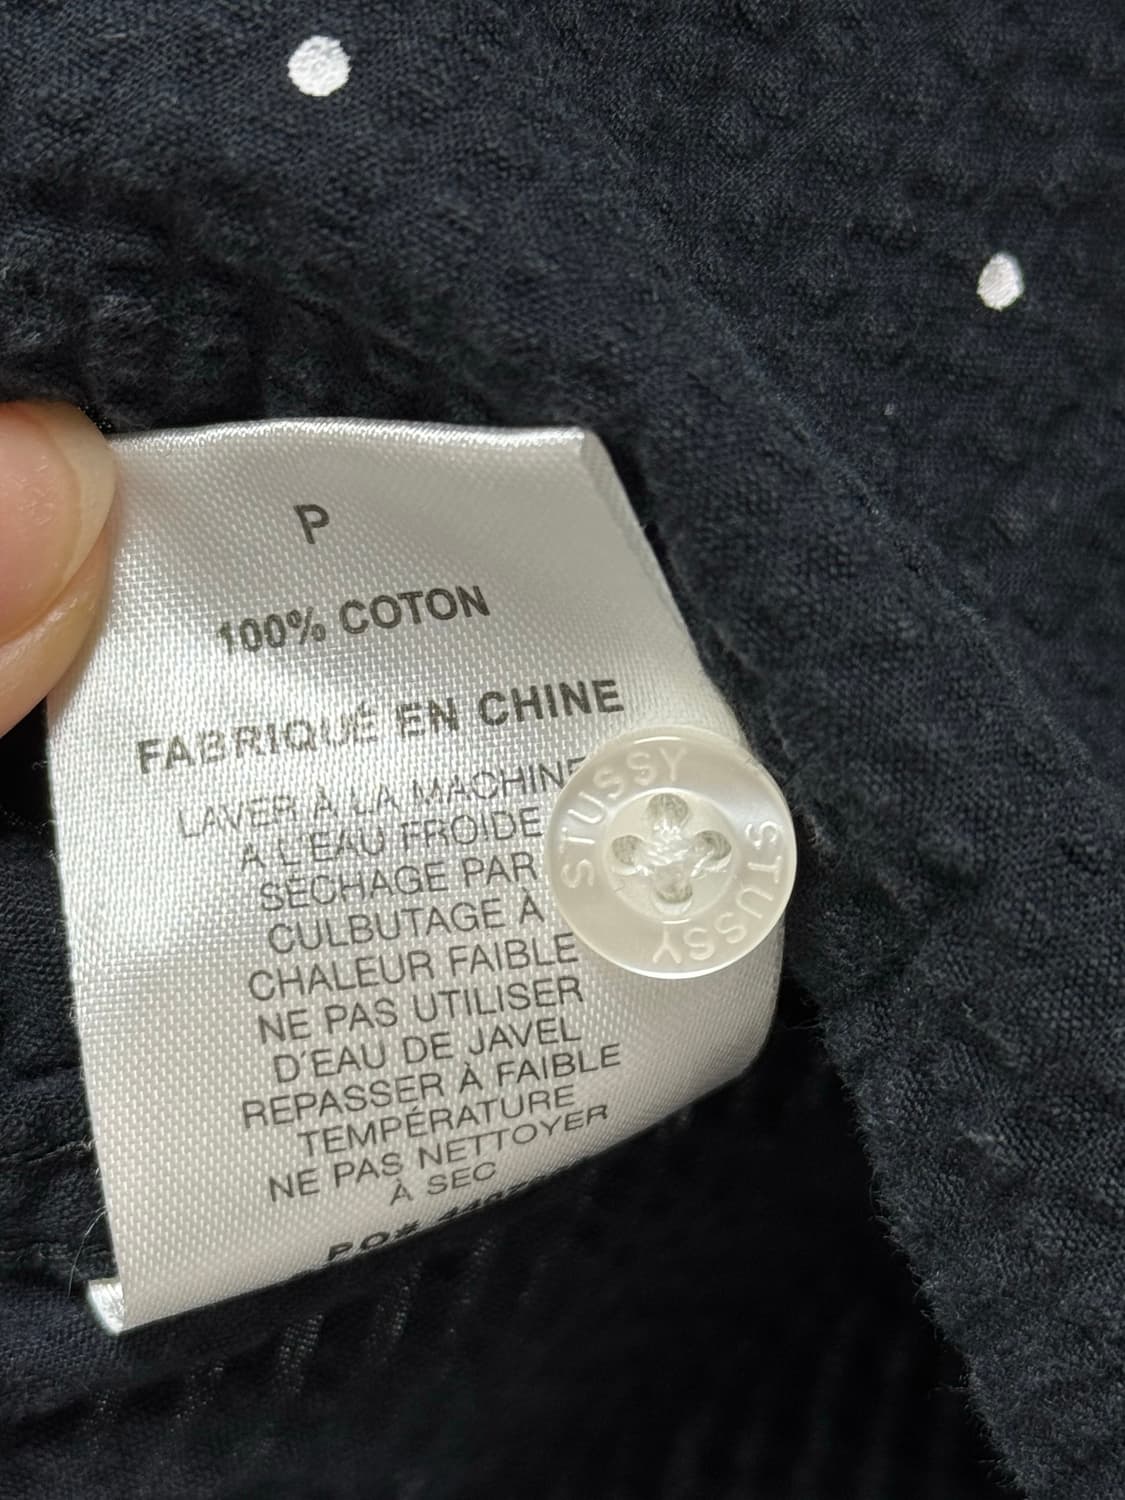 P
100% COTON
FABRIQUÉ EN CHINE
LAVER À LA MACHINE
À L'EAU FROIDE
SÉCHAGE PAR
CULBUTAGE À
CHALEUR FAIBLE
NE PAS UTILISER
D'EAU DE JAVEL
REPASSER À FAIBLE
TEMPÉRATURE
NE PAS NETTOYER
À SEC
PO#
STUSSY
STUSSY